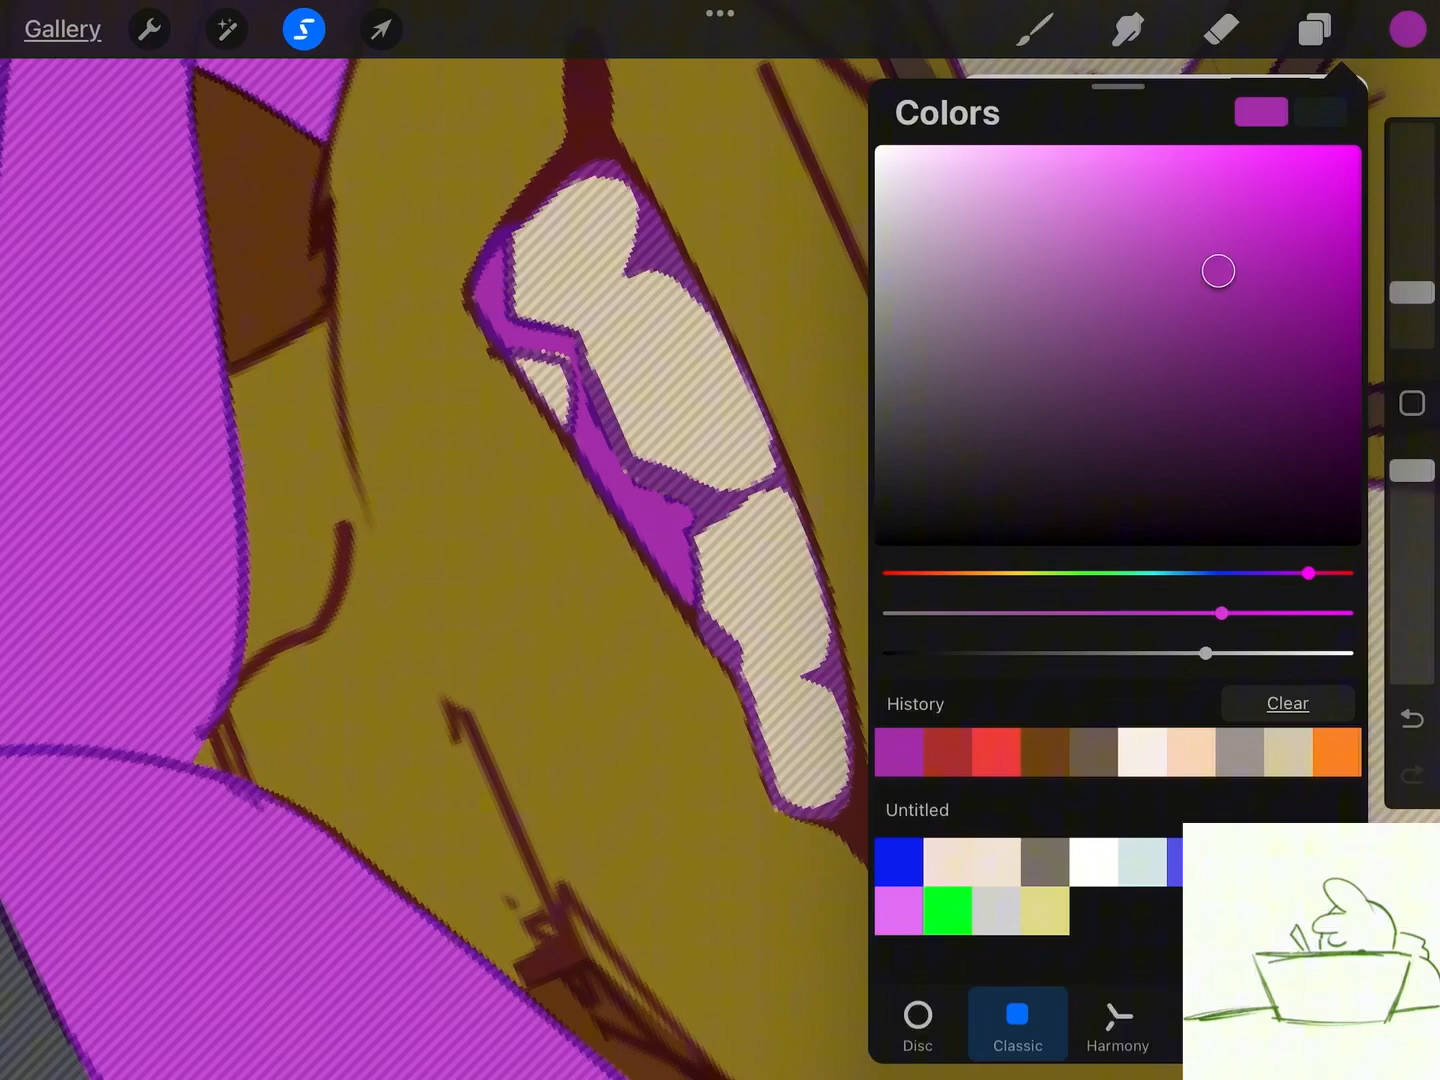 Gallery
Colors
History
Clear
Untitled
Disc
Classic
Harmony